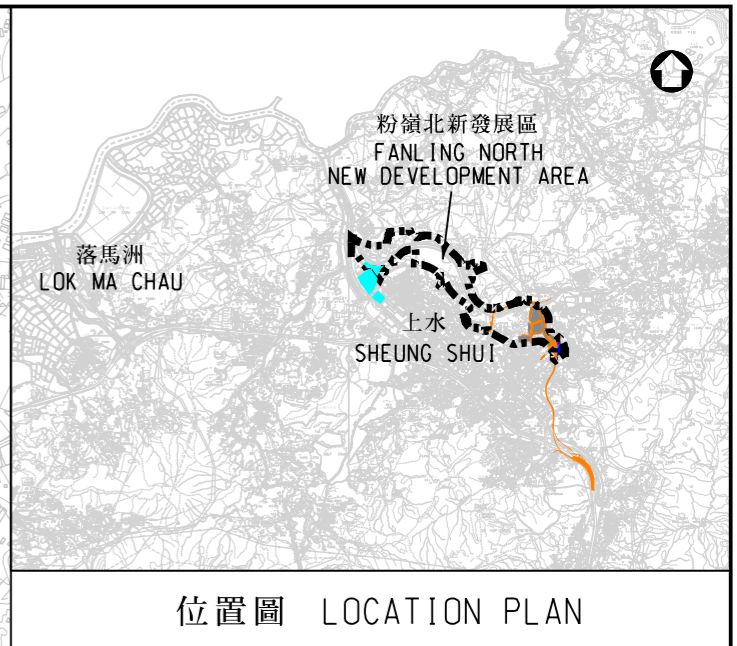 粉嶺北新發展區
FANLING NORTH
NEW DEVELOPMENT AREA
落馬洲
LOK MA CHAU
上水
SHEUNG SHUI
位置圖 LOCATION PLAN